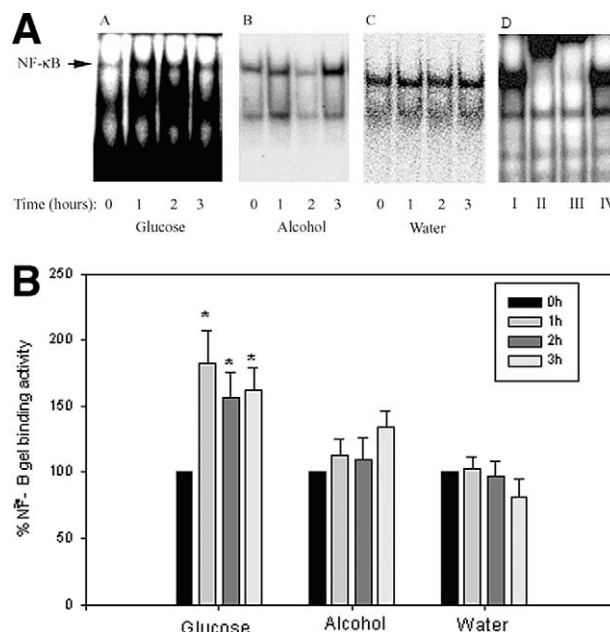 A
A B C D
NF-κB
Time (hours): 0 1 2 3 0 1 2 3 0 1 2 3 I II III IV
Glucose Alcohol Water
B
250
200
150
100
50
0
% NF- B gel binding activity
* * *
0h
1h
2h
3h
Glucose Alcohol Water